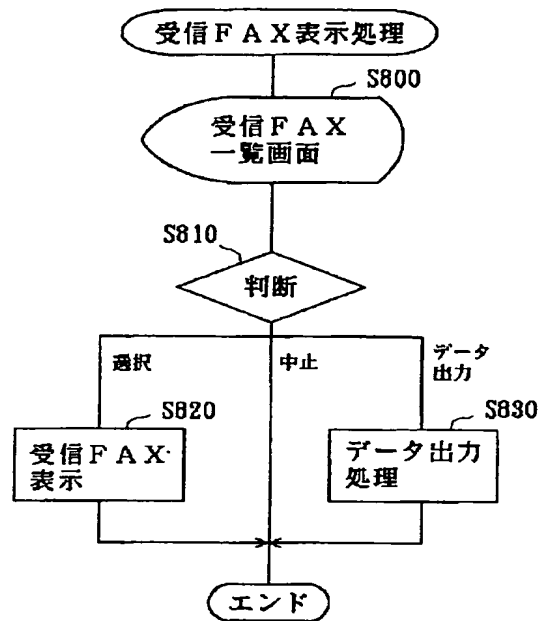 受信ＦＡＸ表示処理
S800
受信ＦＡＸ
一覧画面
S810
判断
選択
中止
データ
出力
S820
受信ＦＡＸ
表示
S830
データ出力
処理
エンド